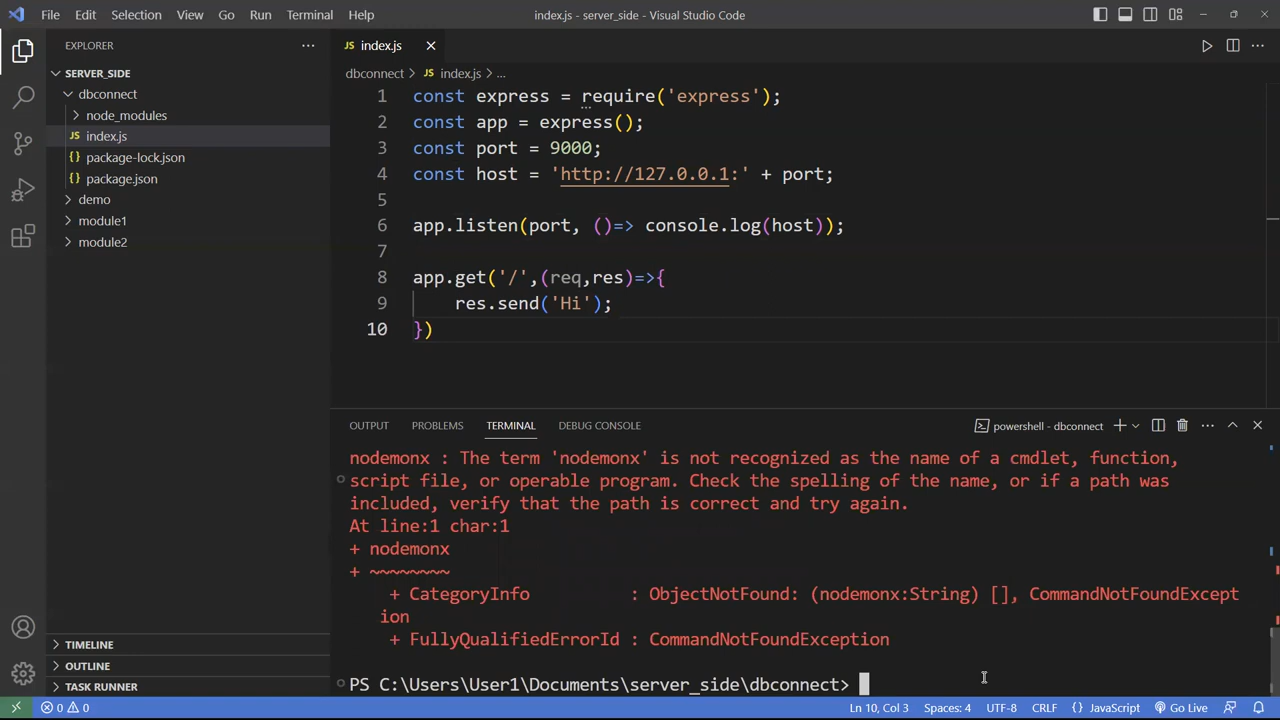 File Edit Selection View Go Run Terminal Help index.js - server_side - Visual Studio Code
EXPLORER
SERVER_SIDE
dbconnect
node_modules
JS index.js
{} package-lock.json
{} package.json
demo
module1
module2
TIMELINE
OUTLINE
TASK RUNNER
JS index.js
dbconnect > JS index.js > ...
1 const express = require('express');
2 const app = express();
3 const port = 9000;
4 const host = 'http://127.0.0.1:' + port;
5
6 app.listen(port, ()=> console.log(host));
7
8 app.get('/',(req,res)=>{
9 res.send('Hi');
10 })
OUTPUT PROBLEMS TERMINAL DEBUG CONSOLE powershell - dbconnect
nodemonx : The term 'nodemonx' is not recognized as the name of a cmdlet, function,
script file, or operable program. Check the spelling of the name, or if a path was
included, verify that the path is correct and try again.
At line:1 char:1
+ nodemonx
+ ~~~~~~~~
+ CategoryInfo : ObjectNotFound: (nodemonx:String) [], CommandNotFoundExcept
ion
+ FullyQualifiedErrorId : CommandNotFoundException
PS C:\Users\User1\Documents\server_side\dbconnect>
0 0 Ln 10, Col 3 Spaces: 4 UTF-8 CRLF {} JavaScript Go Live